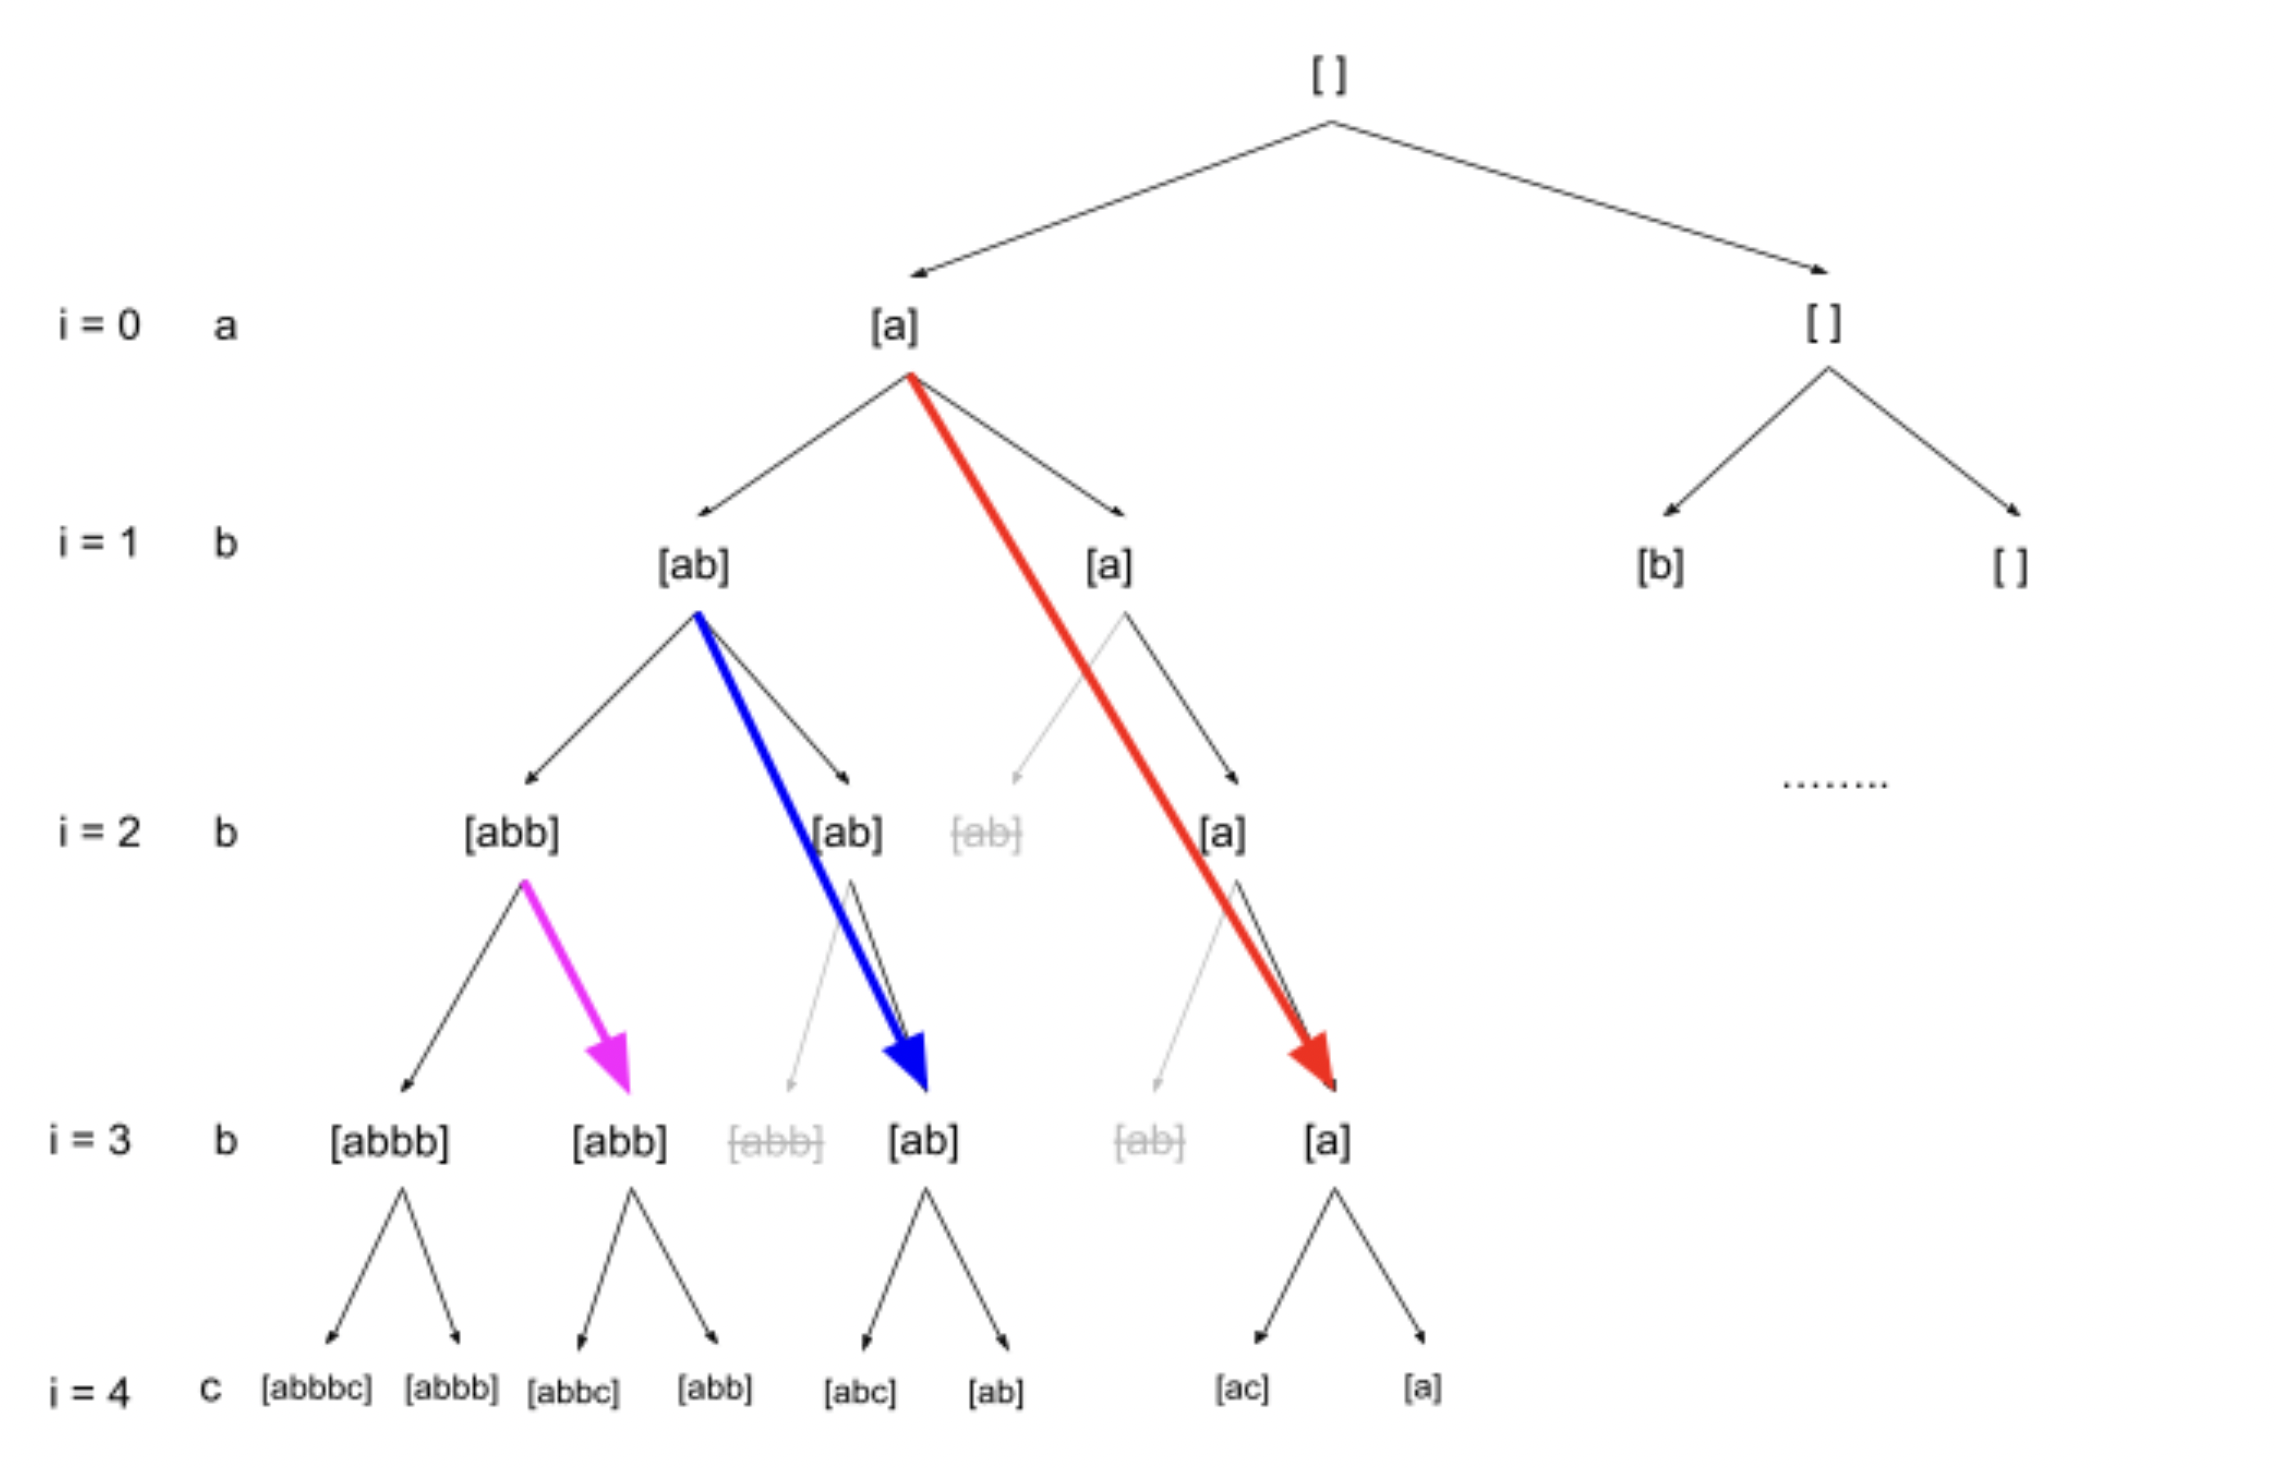 [ ]
i = 0 a [a] [ ]
i = 1 b [ab] [a] [b] [ ]
........
i = 2 b [abb] [ab] [ab] [a]
i = 3 b [abbb] [abb] [abb] [ab] [ab] [a]
i = 4 c [abbbc] [abbb] [abbc] [abb] [abc] [ab] [ac] [a]